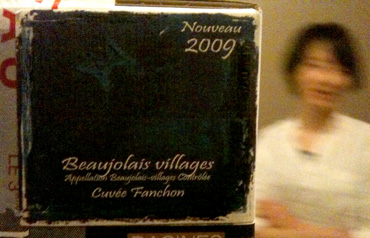 Nouveau
2009
Beaujolais villages
Appellation Beaujolais-villages Contrôlée
Cuvée Fanchon